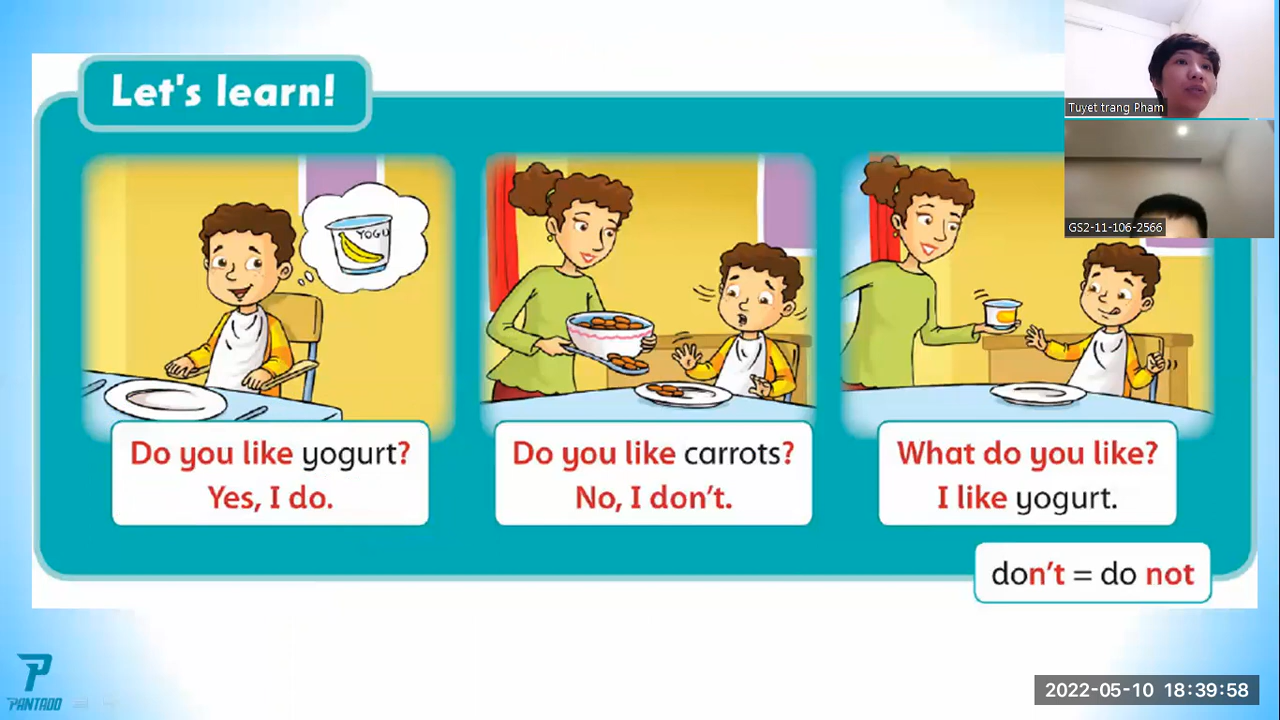 Let's learn!
Tuyet trang Pham
GS2-11-106-2566
YOGU
Do you like yogurt?
Yes, I do.
Do you like carrots?
No, I don't.
What do you like?
I like yogurt.
don't = do not
PANTADO
2022-05-10 18:39:58